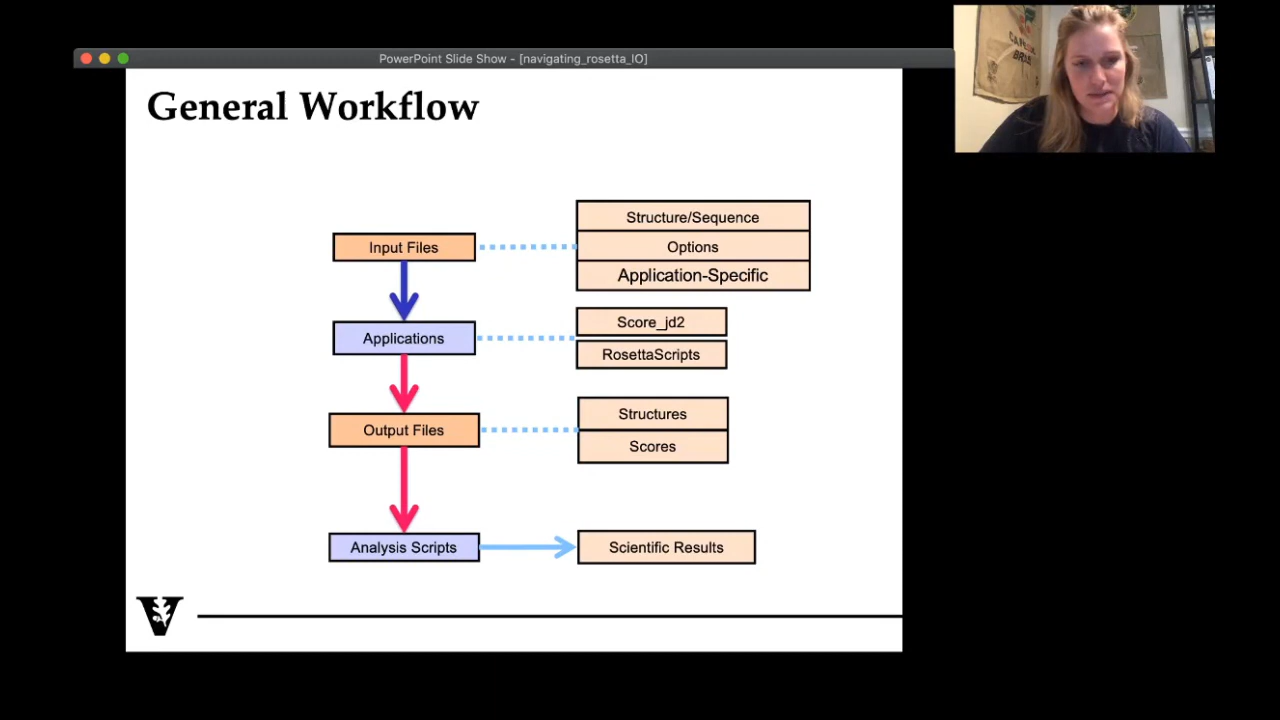 PowerPoint Slide Show - [navigating_rosetta_IO]
General Workflow
Input Files
Structure/Sequence
Options
Application-Specific
Applications
Score_jd2
RosettaScripts
Output Files
Structures
Scores
Analysis Scripts
Scientific Results
V